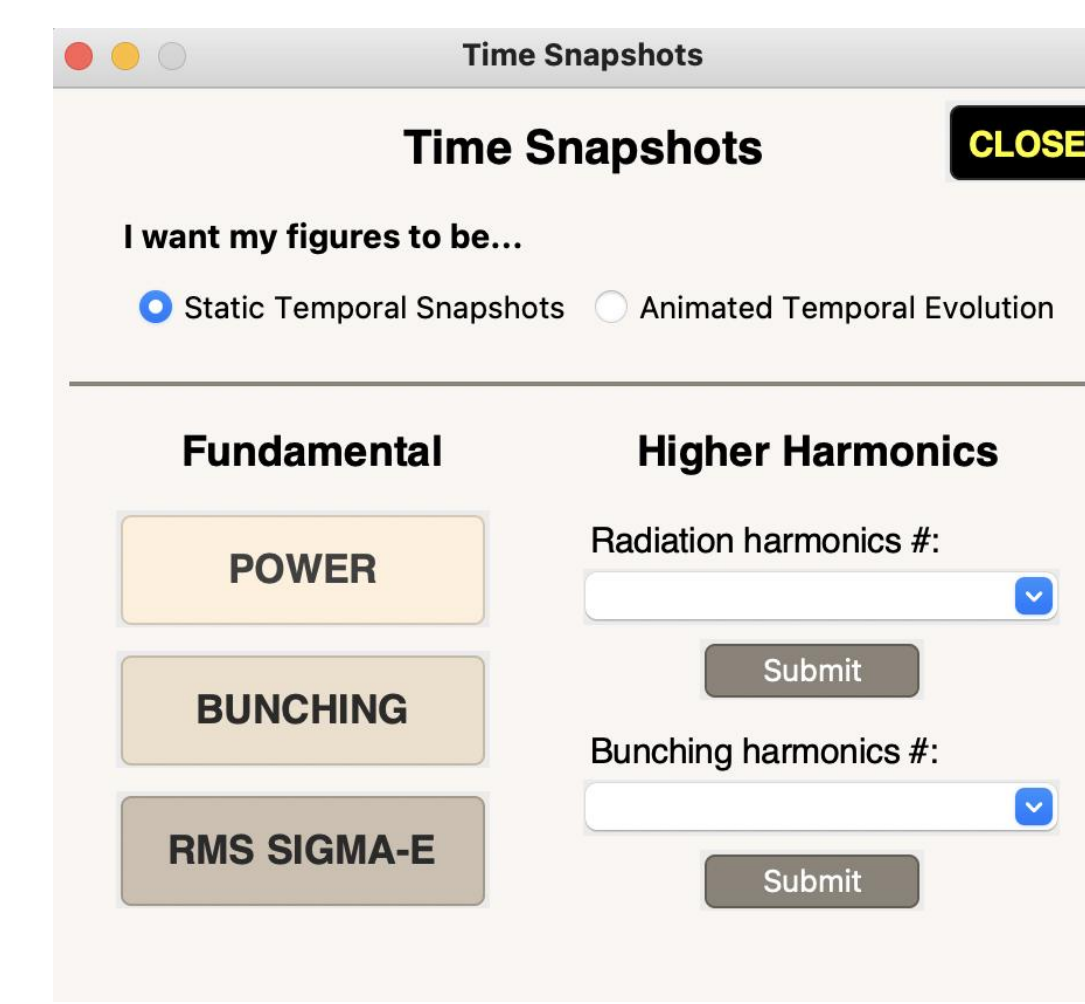 Time Snapshots
Time Snapshots
CLOSE
I want my figures to be...
Static Temporal Snapshots
Animated Temporal Evolution
Fundamental
POWER
BUNCHING
RMS SIGMA-E
Higher Harmonics
Radiation harmonics #:
Submit
Bunching harmonics #:
Submit